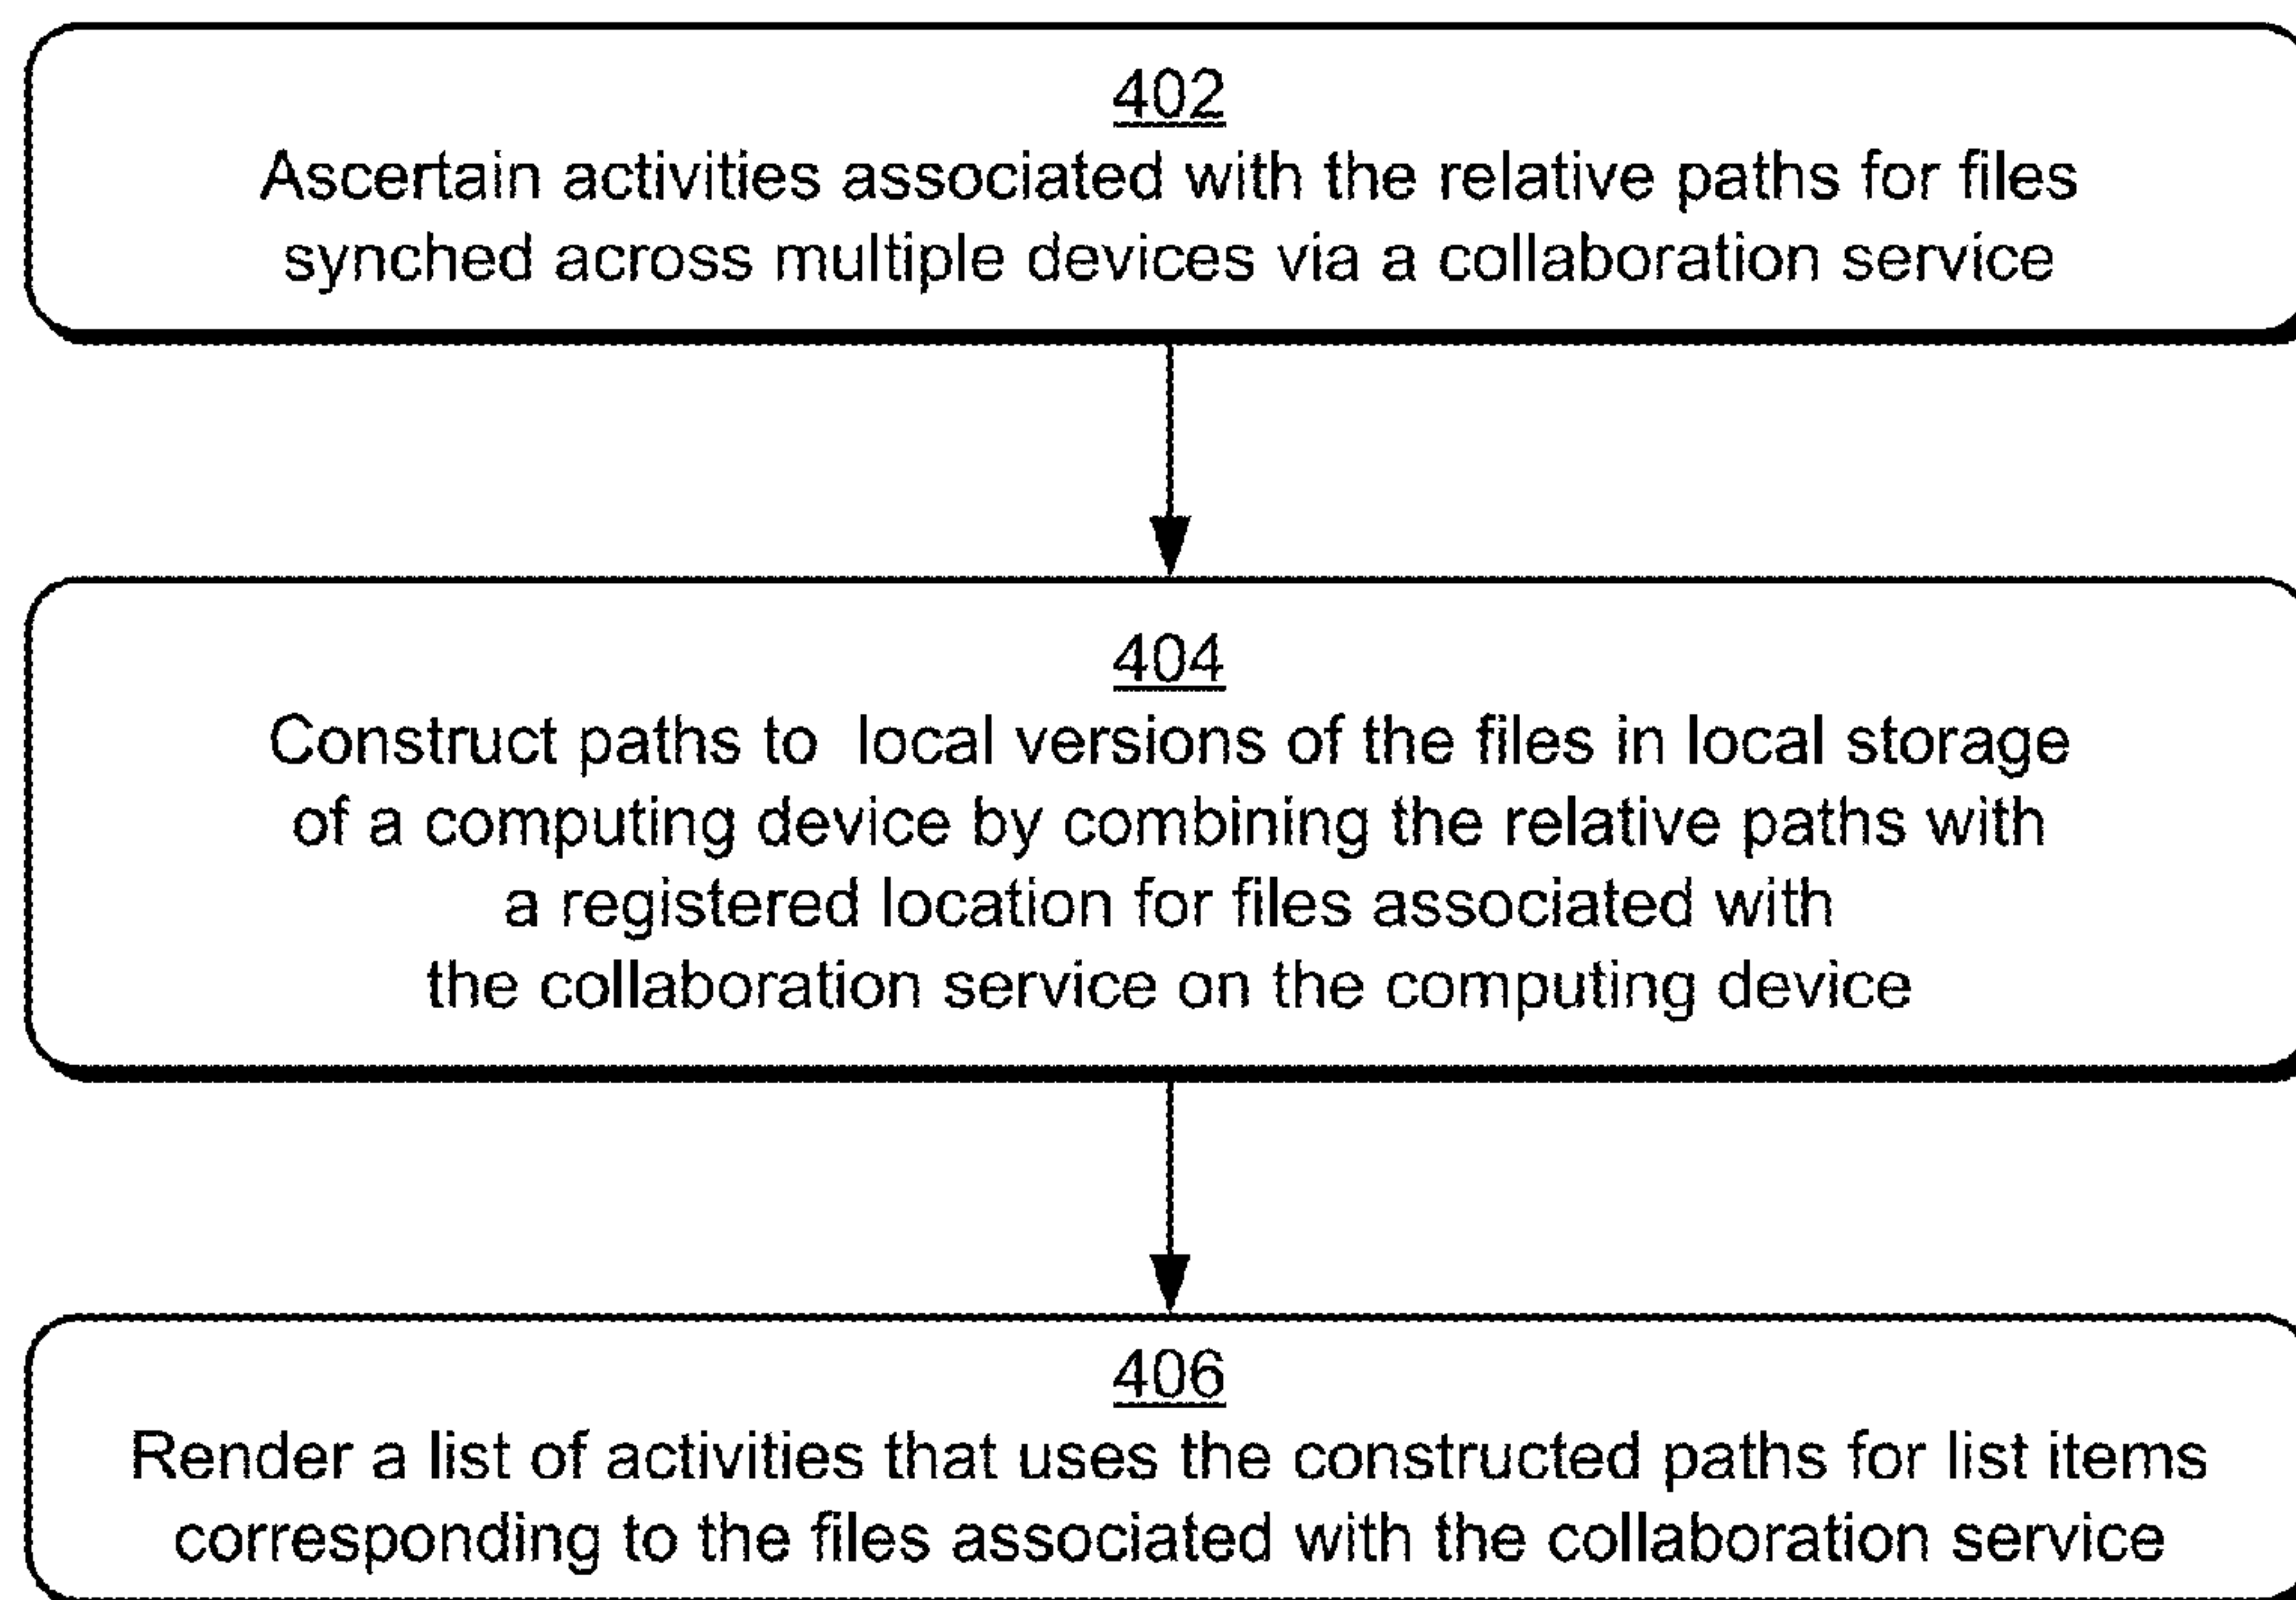 402
Ascertain activities associated with the relative paths for files
synched across multiple devices via a collaboration service
404
Construct paths to  local versions of the files in local storage
of a computing device by combining the relative paths with
a registered location for files associated with
the collaboration service on the computing device
406
Render a list of activities that uses the constructed paths for list items
corresponding to the files associated with the collaboration service